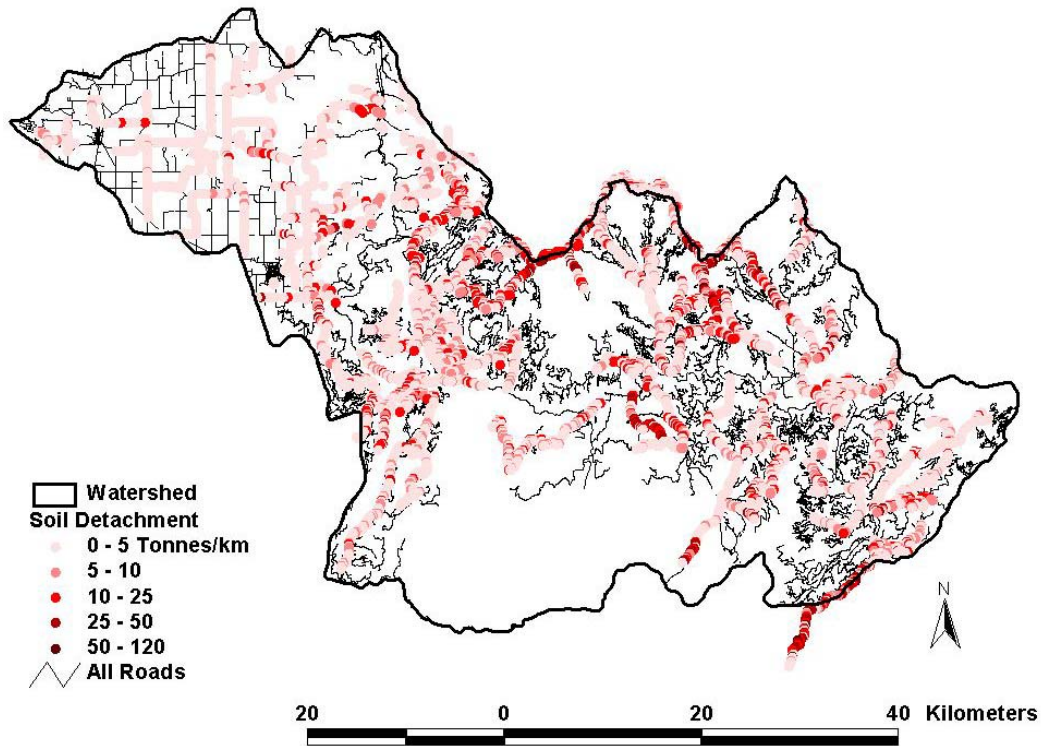 Watershed
Soil Detachment
0 - 5 Tonnes/km
5 - 10
10 - 25
25 - 50
50 - 120
All Roads
N
20 0 20 40 Kilometers